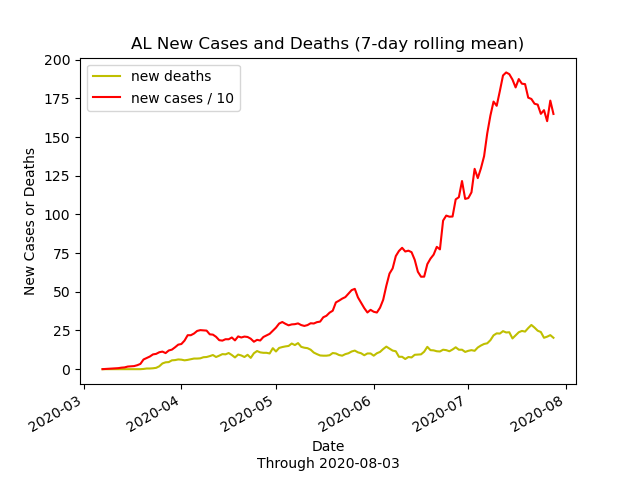 AL New Cases and Deaths (7-day rolling mean)
new deaths
new cases / 10
New Cases or Deaths
200
175
150
125
100
75
50
25
0
2020-03
2020-04
2020-05
2020-06
2020-07
2020-08
Date
Through 2020-08-03